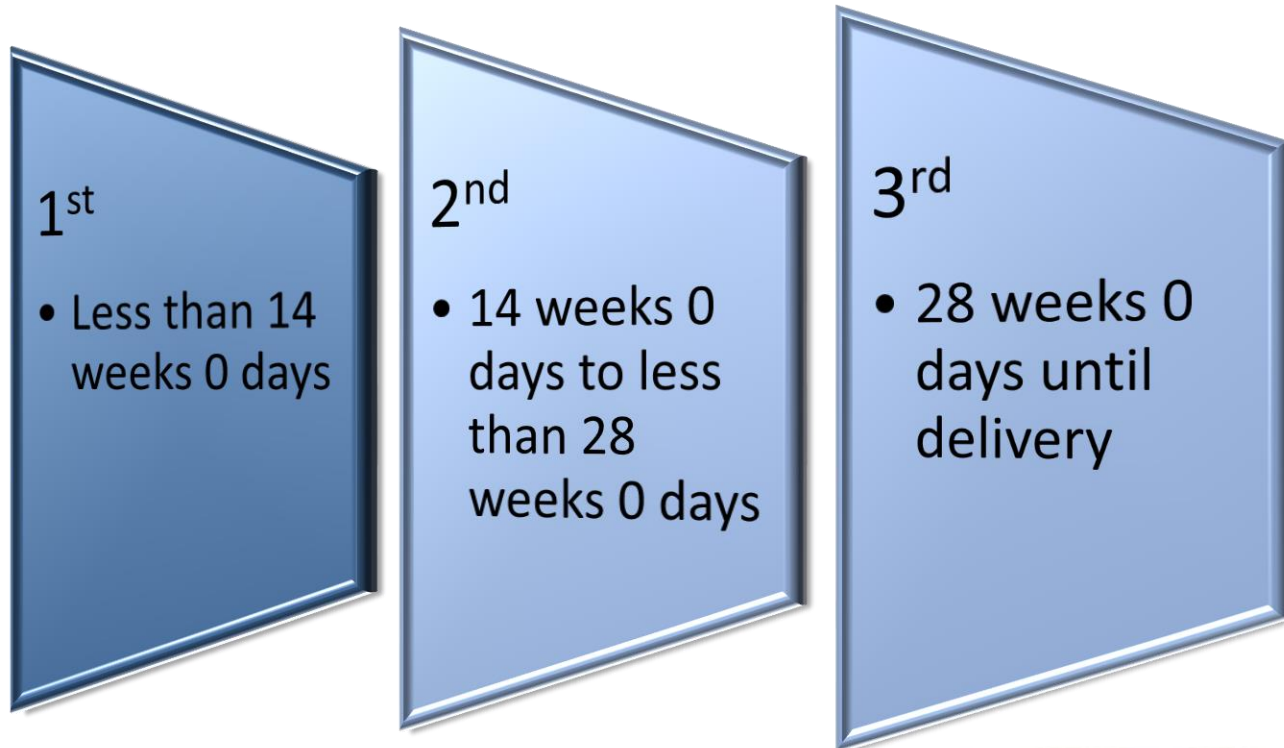 1st
• Less than 14
weeks 0 days
2nd
• 14 weeks 0
days to less
than 28
weeks 0 days
3rd
• 28 weeks 0
days until
delivery